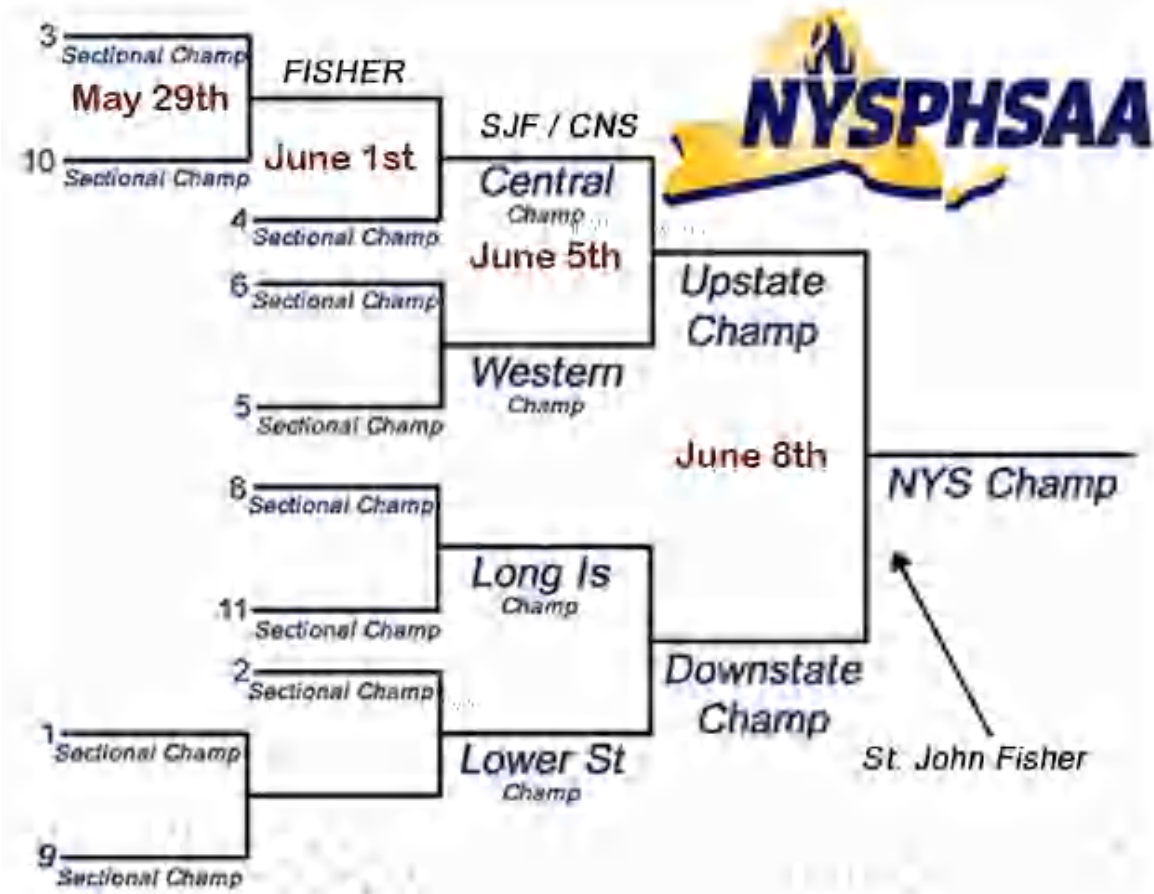 3
Sectional Champ
May 29th
10
Sectional Champ
FISHER
June 1st
4
Sectional Champ
SJF / CNS
Central
Champ
June 5th
NYSPHSAA
6
Sectional Champ
Western
Champ
5
Sectional Champ
Upstate
Champ
June 8th
NYS Champ
8
Sectional Champ
Long Is
Champ
11
Sectional Champ
2
Sectional Champ
Downstate
Champ
1
Sectional Champ
Lower St
Champ
St. John Fisher
9
Sectional Champ